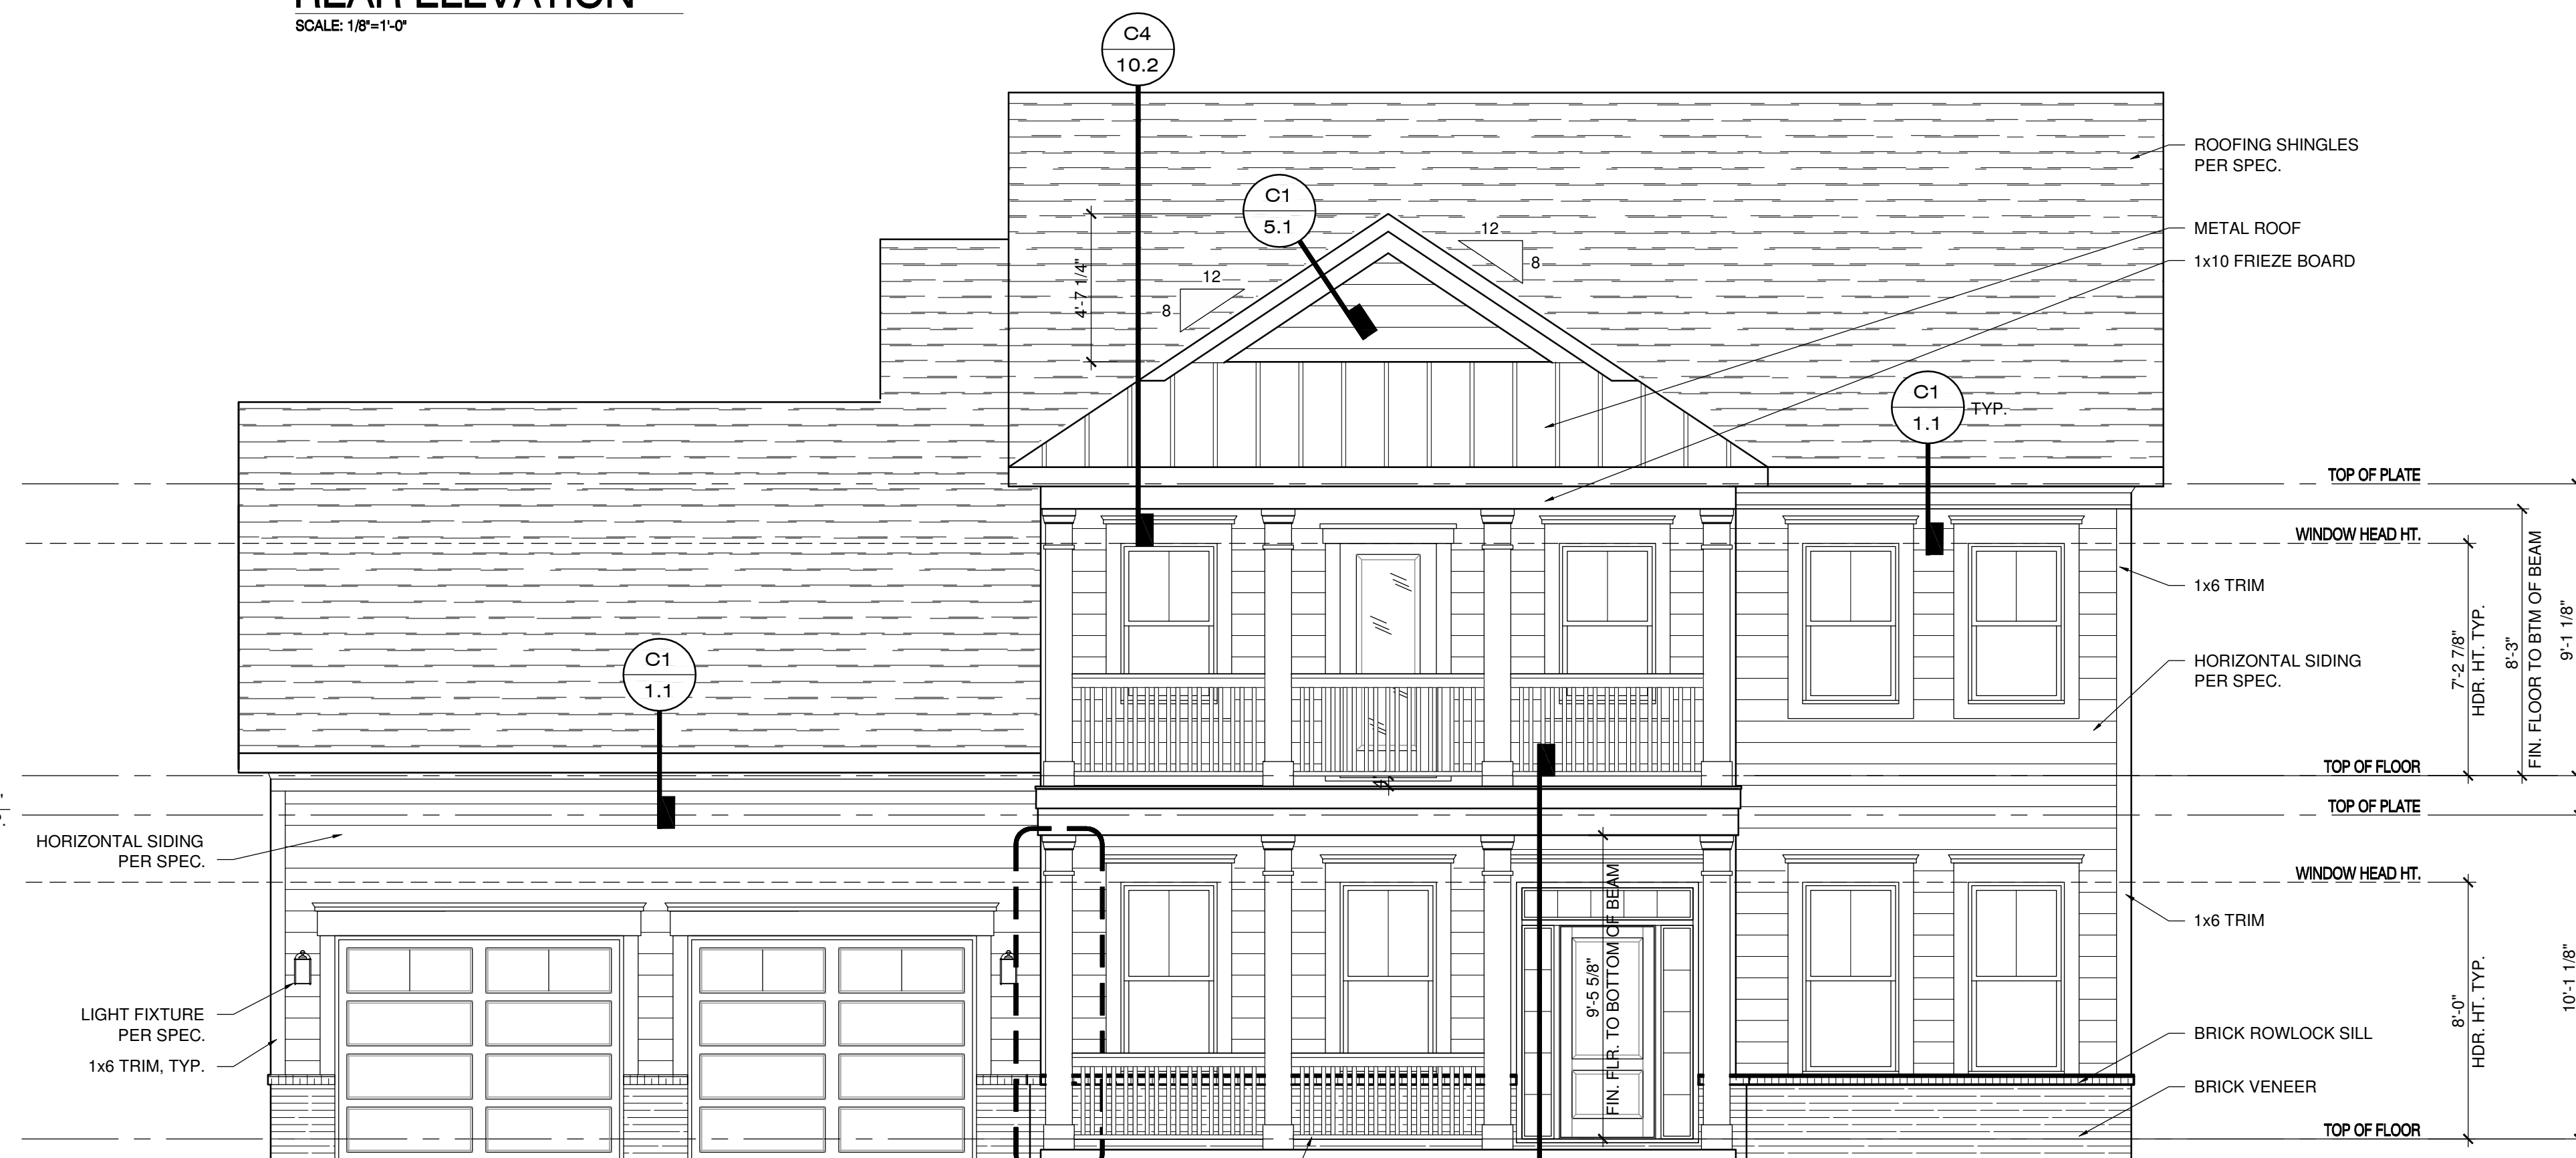 REAR ELEVATION
SCALE: 1/8"=1'-0"
C4
10.2
ROOFING SHINGLES
PER SPEC.
C1
5.1
12
8
METAL ROOF
1x10 FRIEZE BOARD
12
8
4'-7 1/4"
C1
1.1
TYP.
TOP OF PLATE
WINDOW HEAD HT.
1x6 TRIM
HORIZONTAL SIDING
PER SPEC.
7'-2 7/8"
HDR. HT. TYP.
8'-3"
FIN. FLOOR TO BTM OF BEAM
9'-1 1/8"
C1
1.1
TOP OF FLOOR
TOP OF PLATE
HORIZONTAL SIDING
PER SPEC.
WINDOW HEAD HT.
1x6 TRIM
9'-5 5/8"
FIN. FLR. TO BOTTOM OF BEAM
8'-0"
HDR. HT. TYP.
10'-1 1/8"
LIGHT FIXTURE
PER SPEC.
1x6 TRIM, TYP.
BRICK ROWLOCK SILL
BRICK VENEER
TOP OF FLOOR